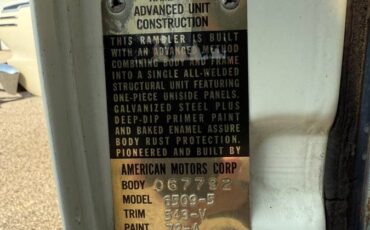 ADVANCED UNIT
CONSTRUCTION
THIS RAMBLER IS BUILT
WITH AN ADVANCED METHOD
COMBINING BODY AND FRAME
INTO A SINGLE ALL-WELDED
STRUCTURAL UNIT FEATURING
ONE-PIECE UNISIDE PANELS.
GALVANIZED STEEL PLUS
DEEP-DIP PRIMER PAINT
AND BAKED ENAMEL ASSURE
BODY RUST PROTECTION.
PIONEERED AND BUILT BY
AMERICAN MOTORS CORP
BODY 067782
MODEL 6509-5
TRIM 543-V
PAINT